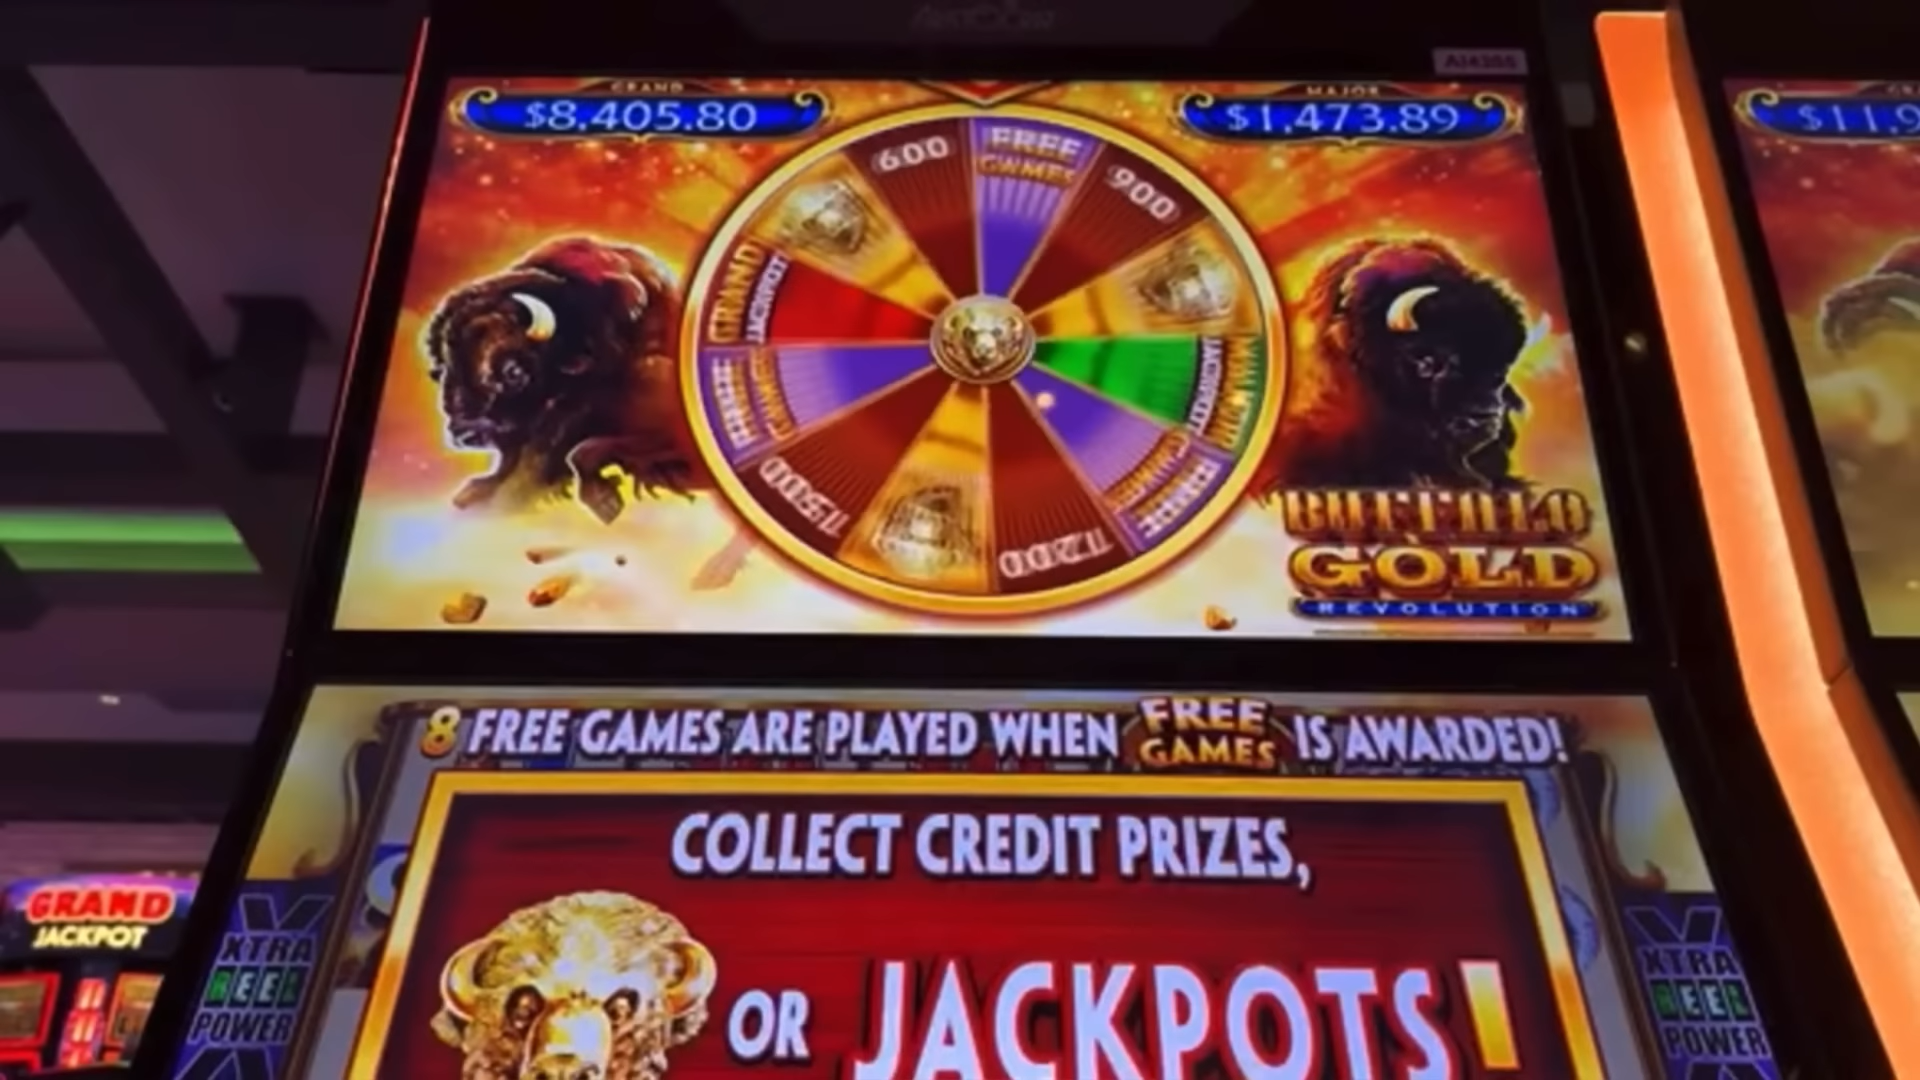 GRAND
$8,405.80
MAJOR
$1,473.89
600
FREE
GAMES
900
GRAND
JACKPOT
MAJOR
JACKPOT
FREE
GAMES
FREE
GAMES
1500
1200
BUFFALO
GOLD
REVOLUTION
8 FREE GAMES ARE PLAYED WHEN FREE GAMES IS AWARDED!
COLLECT CREDIT PRIZES,
OR JACKPOTS!
GRAND
JACKPOT
XTRA
REEL
POWER
XTRA
REEL
POWER